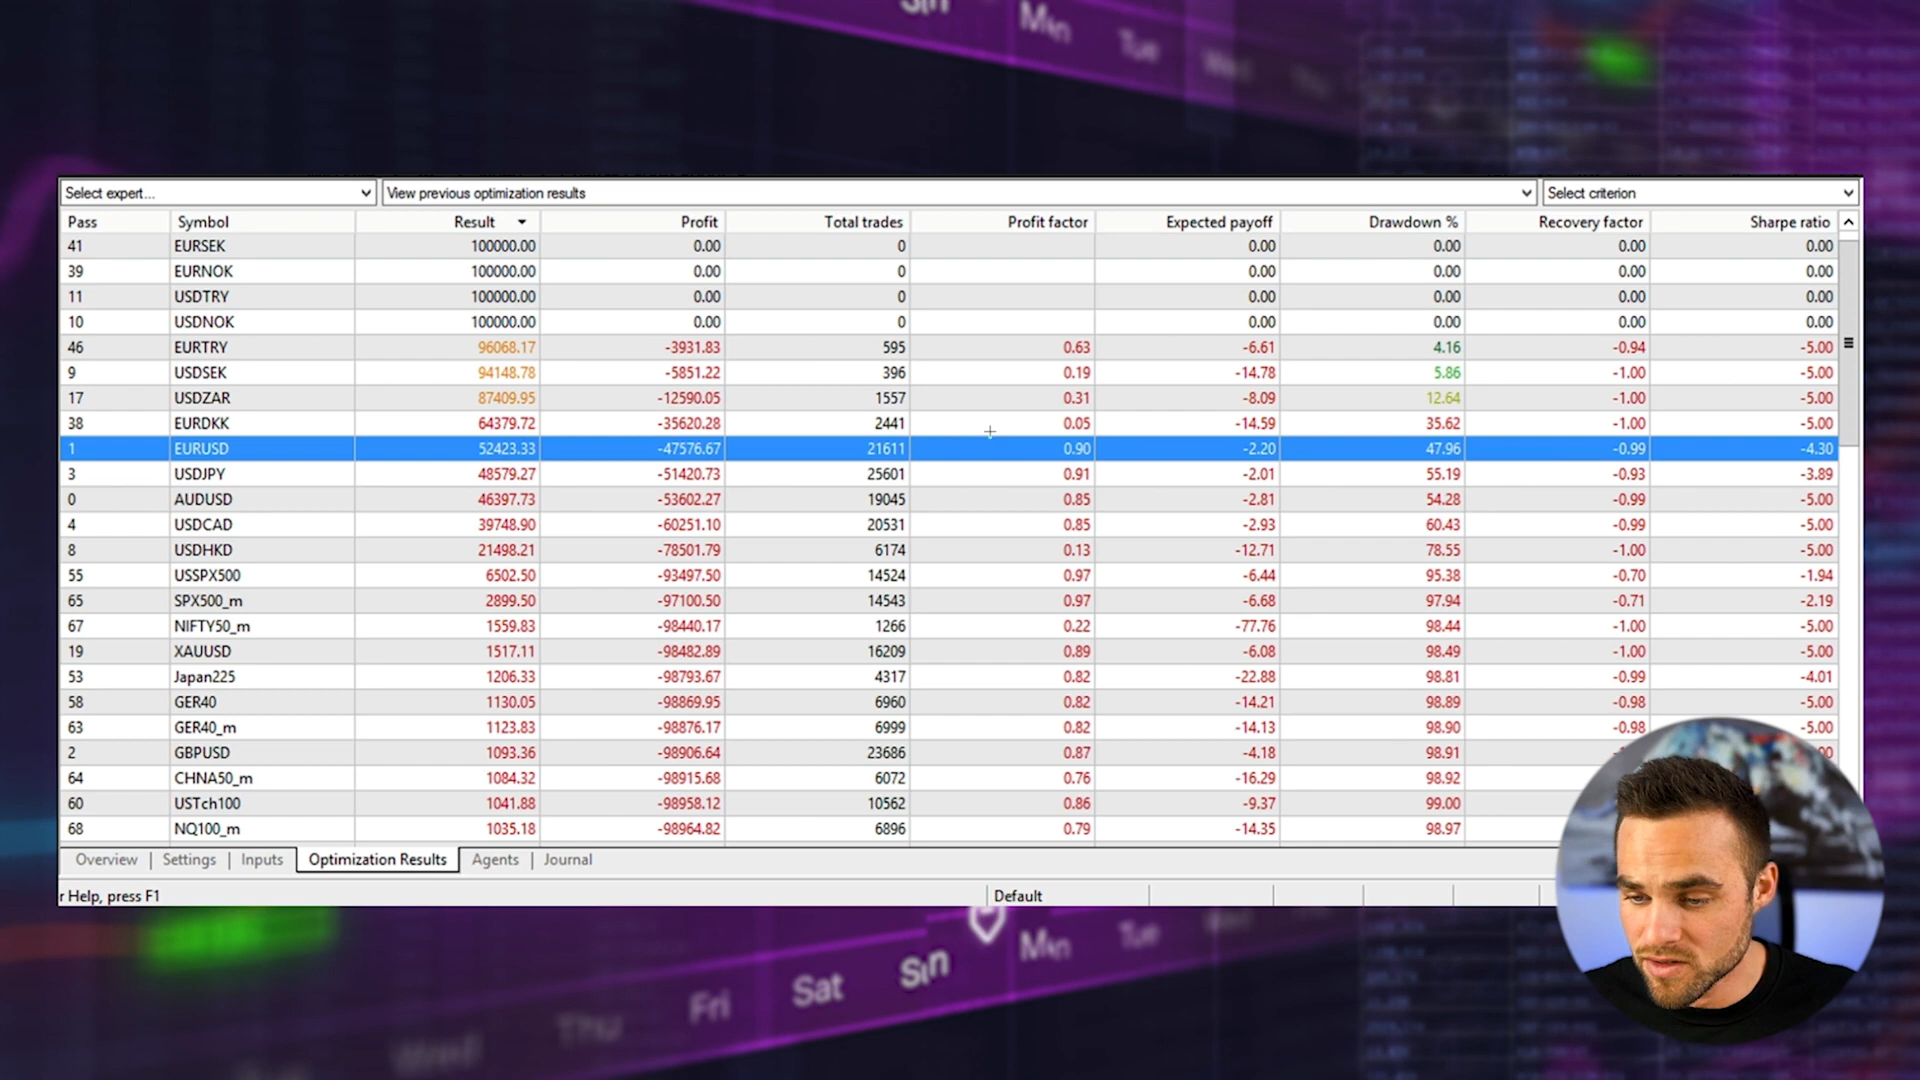 Sun Mon Tue Wed Thu
Select expert... View previous optimization results Select criterion
Pass Symbol Result Profit Total trades Profit factor Expected payoff Drawdown % Recovery factor Sharpe ratio
41 EURSEK 100000.00 0.00 0 0.00 0.00 0.00 0.00
39 EURNOK 100000.00 0.00 0 0.00 0.00 0.00 0.00
11 USDTRY 100000.00 0.00 0 0.00 0.00 0.00 0.00
10 USDNOK 100000.00 0.00 0 0.00 0.00 0.00 0.00
46 EURTRY 96068.17 -3931.83 595 0.63 -6.61 4.16 -0.94 -5.00
9 USDSEK 94148.78 -5851.22 396 0.19 -14.78 5.86 -1.00 -5.00
17 USDZAR 87409.95 -12590.05 1557 0.31 -8.09 12.64 -1.00 -5.00
38 EURDKK 64379.72 -35620.28 2441 0.05 -14.59 35.62 -1.00 -5.00
1 EURUSD 52423.33 -47576.67 21611 0.90 -2.20 47.96 -0.99 -4.30
3 USDJPY 48579.27 -51420.73 25601 0.91 -2.01 55.19 -0.93 -3.89
0 AUDUSD 46397.73 -53602.27 19045 0.85 -2.81 54.28 -0.99 -5.00
4 USDCAD 39748.90 -60251.10 20531 0.85 -2.93 60.43 -0.99 -5.00
8 USDHKD 21498.21 -78501.79 6174 0.13 -12.71 78.55 -1.00 -5.00
55 USSPX500 6502.50 -93497.50 14524 0.97 -6.44 95.38 -0.70 -1.94
65 SPX500_m 2899.50 -97100.50 14543 0.97 -6.68 97.94 -0.71 -2.19
67 NIFTY50_m 1559.83 -98440.17 1266 0.22 -77.76 98.44 -1.00 -5.00
19 XAUUSD 1517.11 -98482.89 16209 0.89 -6.08 98.49 -1.00 -5.00
53 Japan225 1206.33 -98793.67 4317 0.82 -22.88 98.81 -0.99 -4.01
58 GER40 1130.05 -98869.95 6960 0.82 -14.21 98.89 -0.98 -5.00
63 GER40_m 1123.83 -98876.17 6999 0.82 -14.13 98.90 -0.98 -5.00
2 GBPUSD 1093.36 -98906.64 23686 0.87 -4.18 98.91
64 CHNA50_m 1084.32 -98915.68 6072 0.76 -16.29 98.92
60 USTch100 1041.88 -98958.12 10562 0.86 -9.37 99.00
68 NQ100_m 1035.18 -98964.82 6896 0.79 -14.35 98.97
Overview Settings Inputs Optimization Results Agents Journal
r Help, press F1 Default
Tue Wed Thu Fri Sat Sun Mon Tue Wed